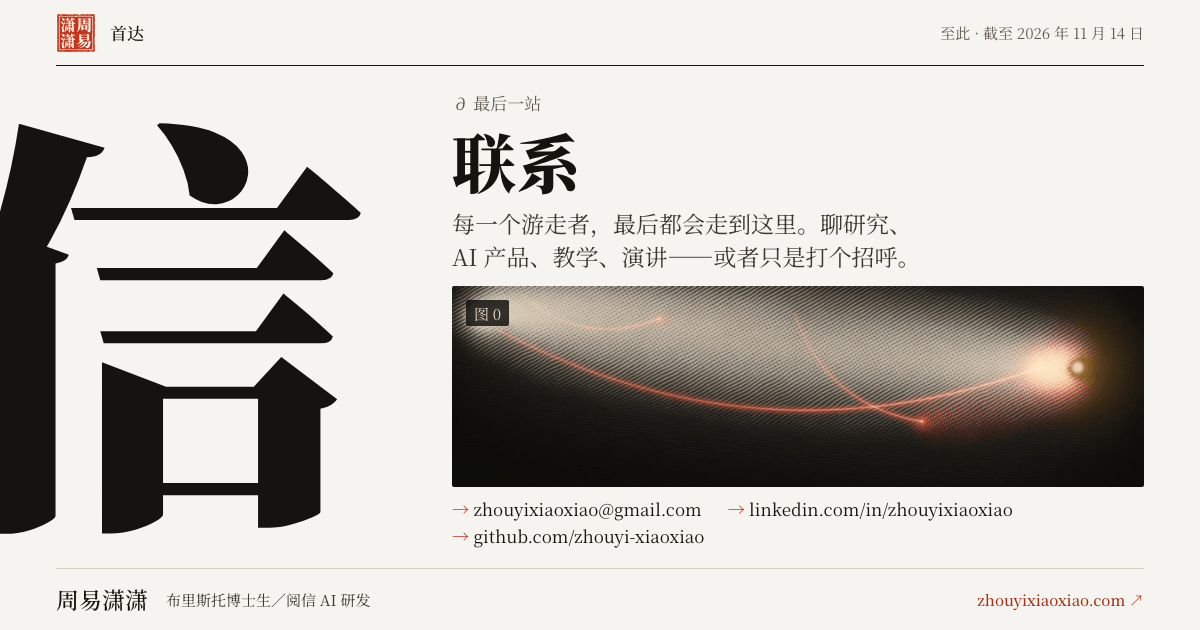 周易潇潇
首达
至此 · 截至 2026 年 11 月 14 日
信
∂ 最后一站
联系
每一个游走者，最后都会走到这里。聊研究、
AI 产品、教学、演讲——或者只是打个招呼。
图 0
→ zhouyixiaoxiao@gmail.com → linkedin.com/in/zhouyixiaoxiao
→ github.com/zhouyi-xiaoxiao
周易潇潇 布里斯托博士生／阅信 AI 研发
zhouyixiaoxiao.com ↗